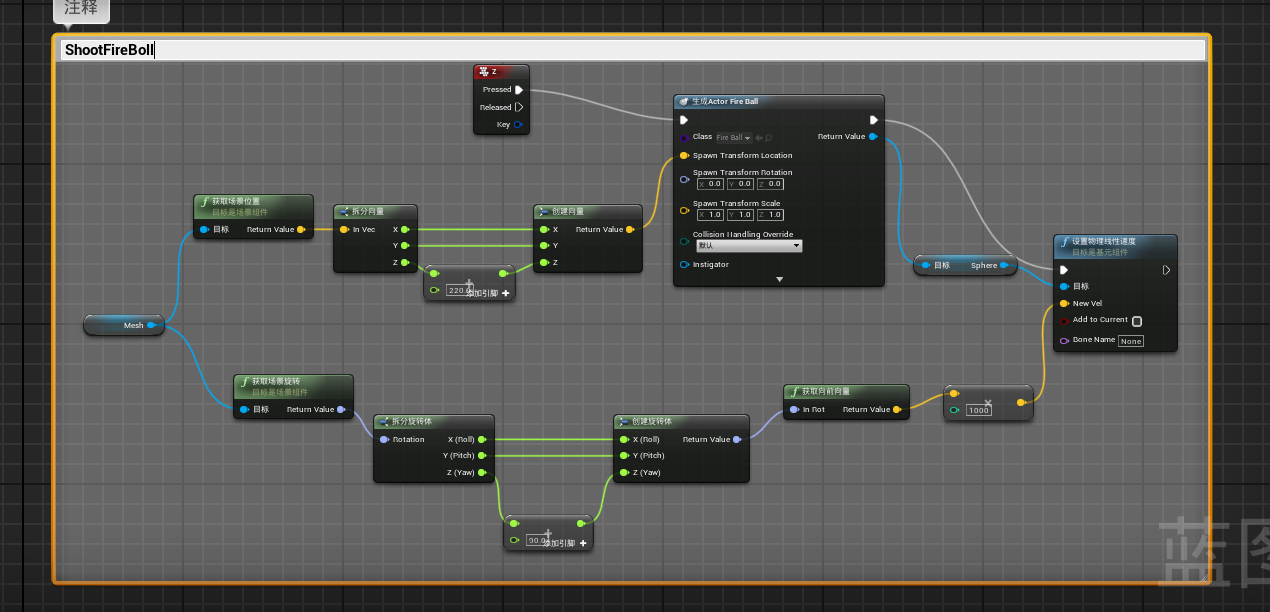 注释
ShootFireBoll
Z
Pressed
Released
Key
生成Actor Fire Ball
Class Fire Ball
Return Value
Spawn Transform Location
Spawn Transform Rotation
X 0.0 Y 0.0 Z 0.0
Spawn Transform Scale
X 1.0 Y 1.0 Z 1.0
Collision Handling Override
默认
Instigator
获取场景位置
目标是场景组件
目标 Return Value
拆分向量
In Vec X
Y
Z
220.
添加引脚
创建向量
X Return Value
Y
Z
目标 Sphere
设置物理线性速度
目标是基元组件
目标
New Vel
Add to Current
Bone Name None
Mesh
获取场景旋转
目标是场景组件
目标 Return Value
拆分旋转体
Rotation X (Roll)
Y (Pitch)
Z (Yaw)
90.0
添加引脚
创建旋转体
X (Roll) Return Value
Y (Pitch)
Z (Yaw)
获取向前向量
In Rot Return Value
1000
蓝图